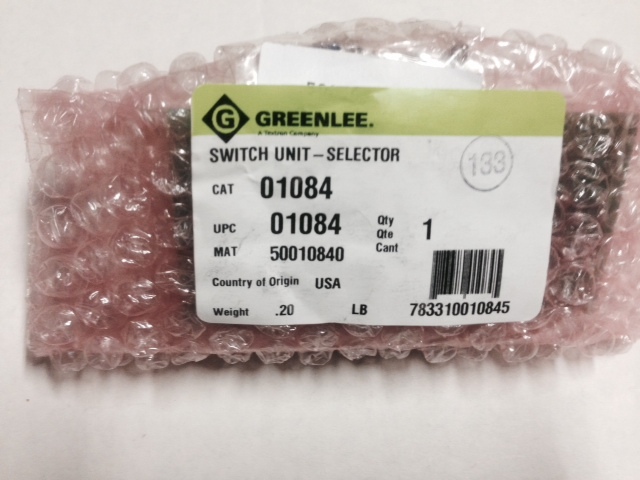 G GREENLEE.
A Textron Company
SWITCH UNIT – SELECTOR
133
CAT 01084
UPC 01084
Qty
Qte
Cant
1
MAT 50010840
Country of Origin USA
Weight .20 LB
783310010845